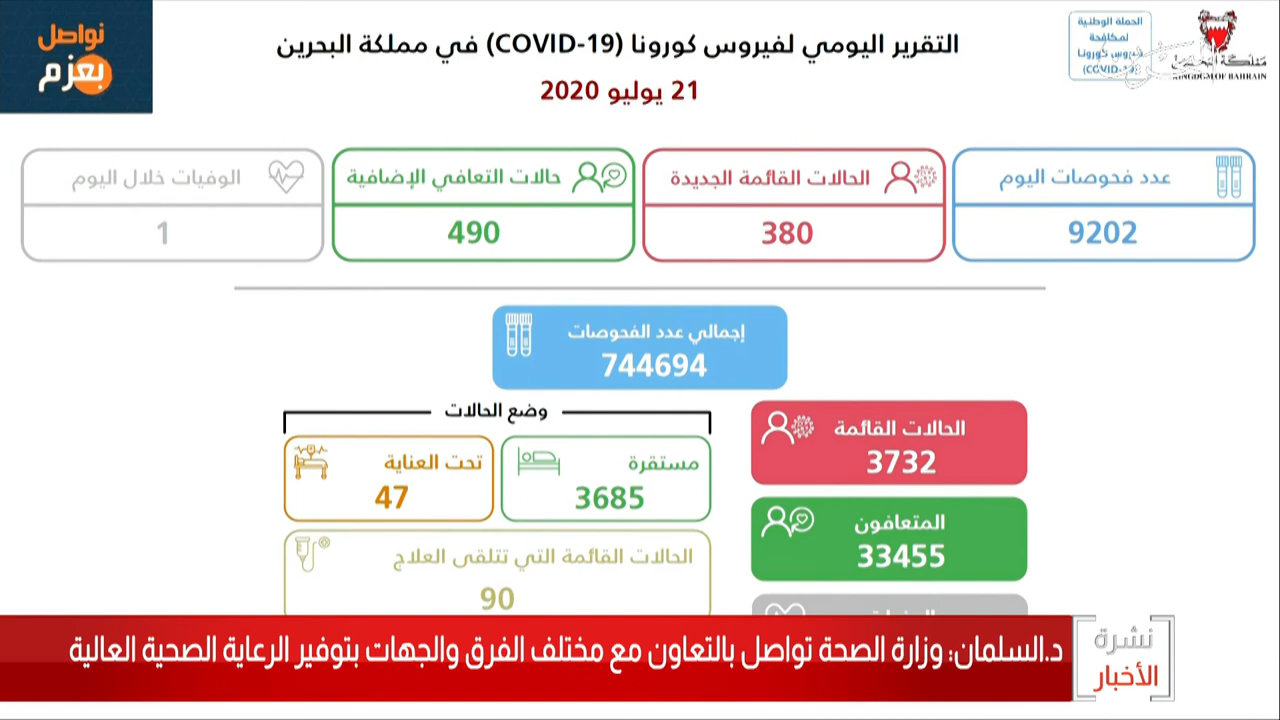 نواصل
بعزم
التقرير اليومي لفيروس كورونا (COVID-19) في مملكة البحرين
21 يوليو 2020
الحملة الوطنية
لمكافحة
فيروس كورونا
(COVID-19)
مملكة البحرين
KINGDOM OF BAHRAIN
عدد فحوصات اليوم
9202
الحالات القائمة الجديدة
380
حالات التعافي الإضافية
490
الوفيات خلال اليوم
1
إجمالي عدد الفحوصات
744694
الحالات القائمة
3732
وضع الحالات
مستقرة
3685
تحت العناية
47
المتعافون
33455
الحالات القائمة التي تتلقى العلاج
90
نشرة
الأخبار
د.السلمان: وزارة الصحة تواصل بالتعاون مع مختلف الفرق والجهات بتوفير الرعاية الصحية العالية